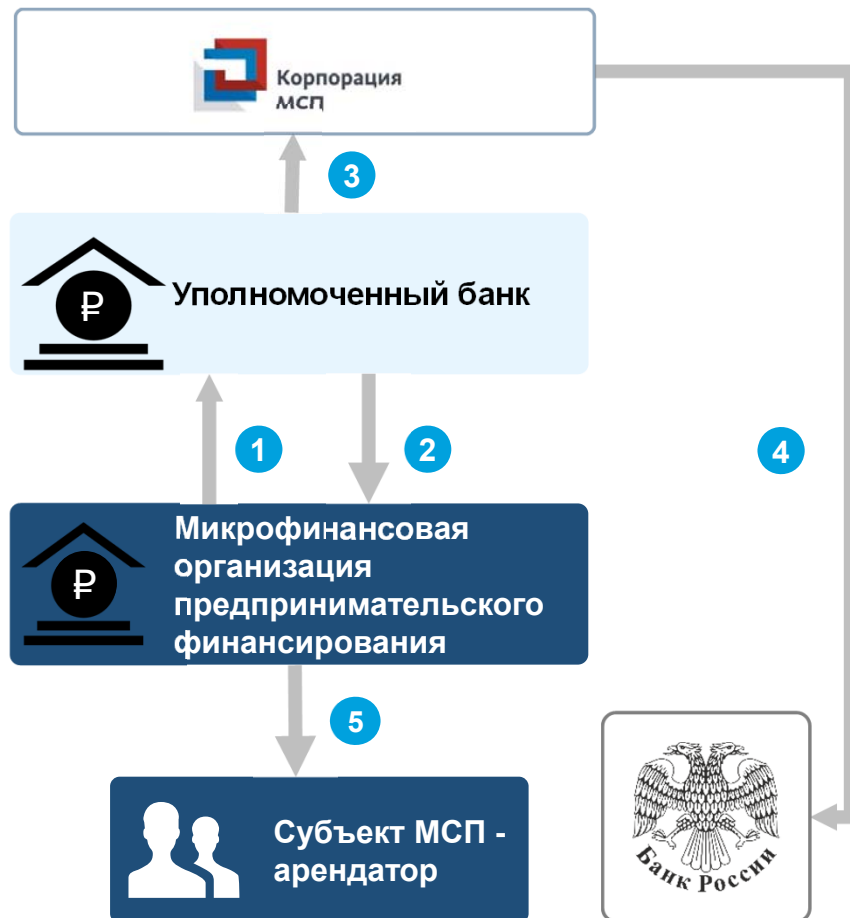 Корпорация
МСП
3
Уполномоченный банк
₽
1
2
4
Микрофинансовая
организация
предпринимательского
финансирования
₽
5
Субъект МСП -
арендатор
Банк России